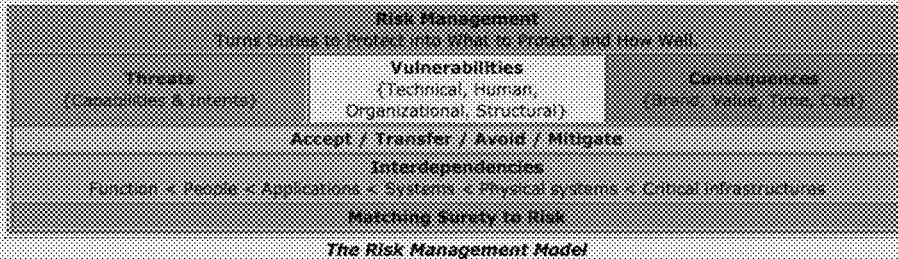 Risk Management
Turns Duties to Protect into What to Protect and How Well.
Threats
{Capabilities & Intents}
Vulnerabilities
{Technical, Human,
Organizational, Structural}
Consequences
{Brand, Value, Time, Cost}
Accept / Transfer / Avoid / Mitigate
Interdependencies
Function < People < Applications < Systems < Physical systems < Critical Infrastructures
Matching Surety to Risk
The Risk Management Model